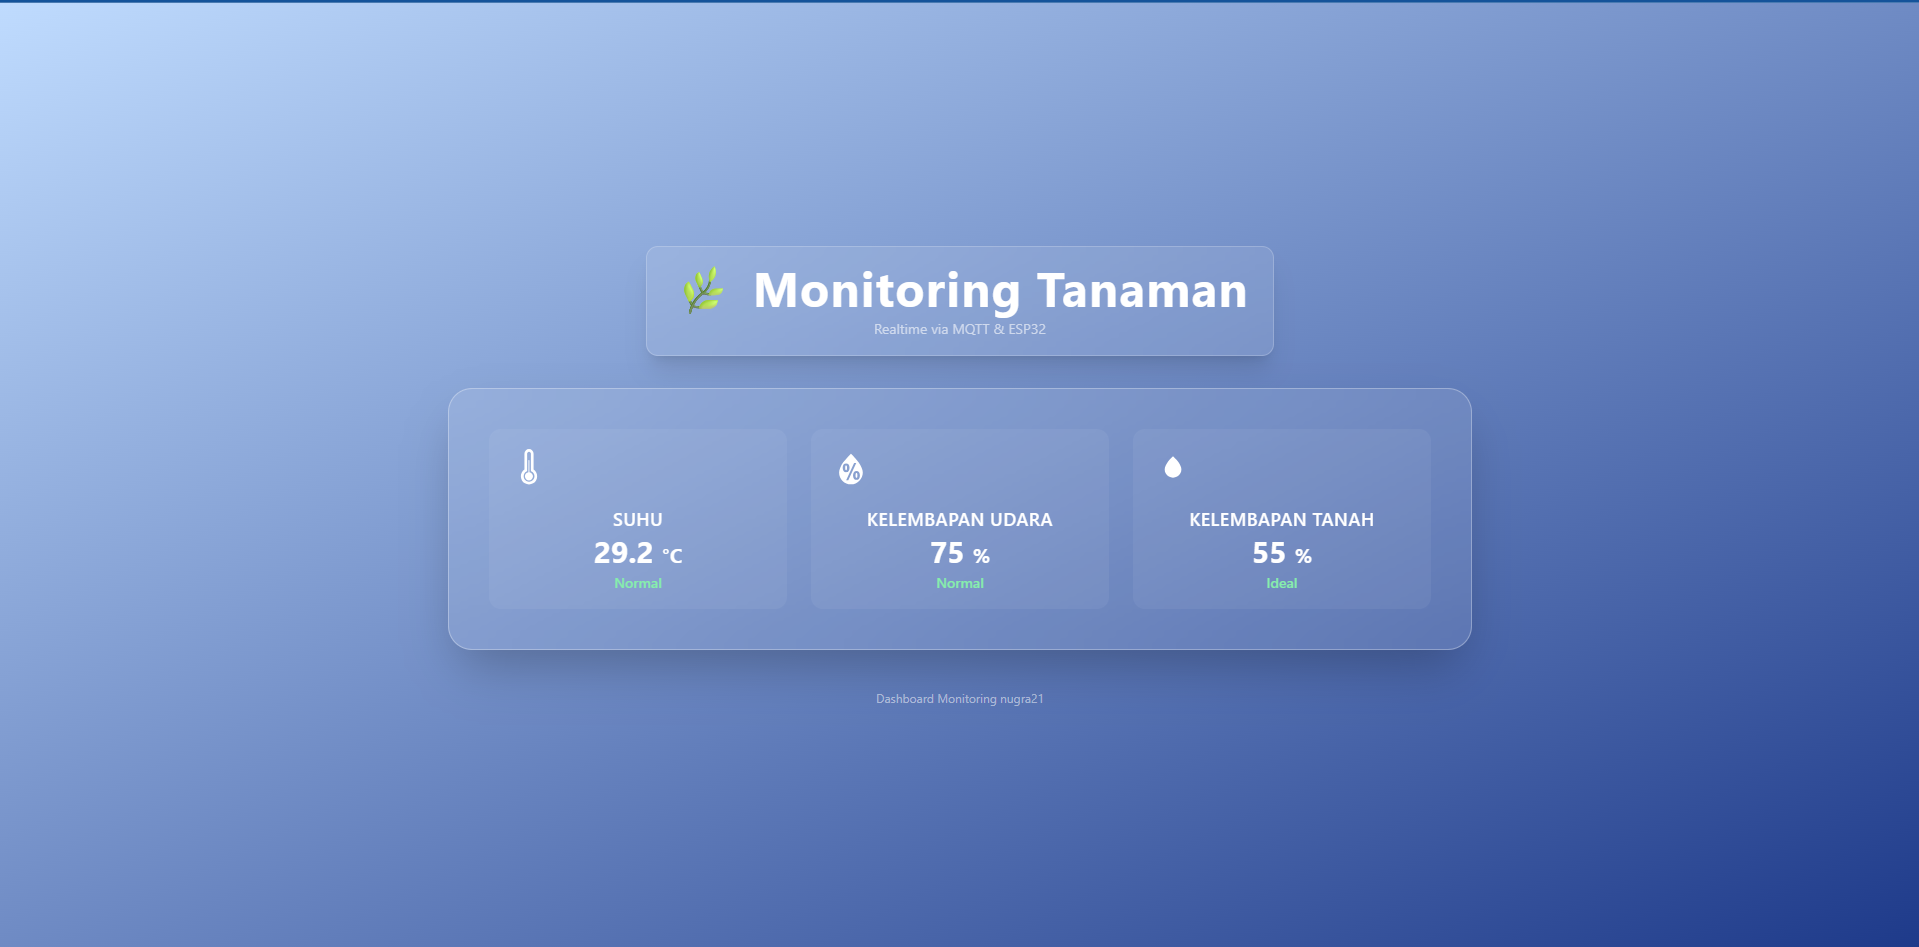 🌿 Monitoring Tanaman
Realtime via MQTT & ESP32
SUHU
29.2 °C
Normal
%
KELEMBAPAN UDARA
75 %
Normal
KELEMBAPAN TANAH
55 %
Ideal
Dashboard Monitoring nugra21